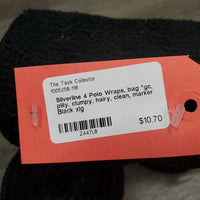 The Tack Collector
1005258-118
Silverline 4 Polo Wraps, bag *gc,
pilly, clumpy, hairy, clean, marker
Black xlg
$10.70
Z447L8